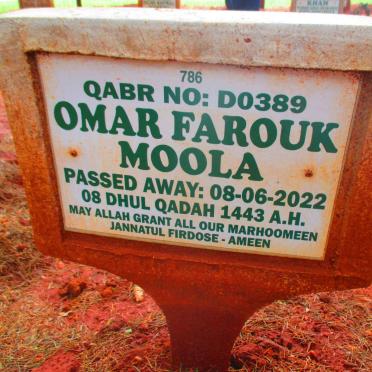 KHAN
786
QABR NO: D0389
OMAR FAROUK
MOOLA
PASSED AWAY: 08-06-2022
08 DHUL QADAH 1443 A.H.
MAY ALLAH GRANT ALL OUR MARHOOMEEN
JANNATUL FIRDOSE - AMEEN